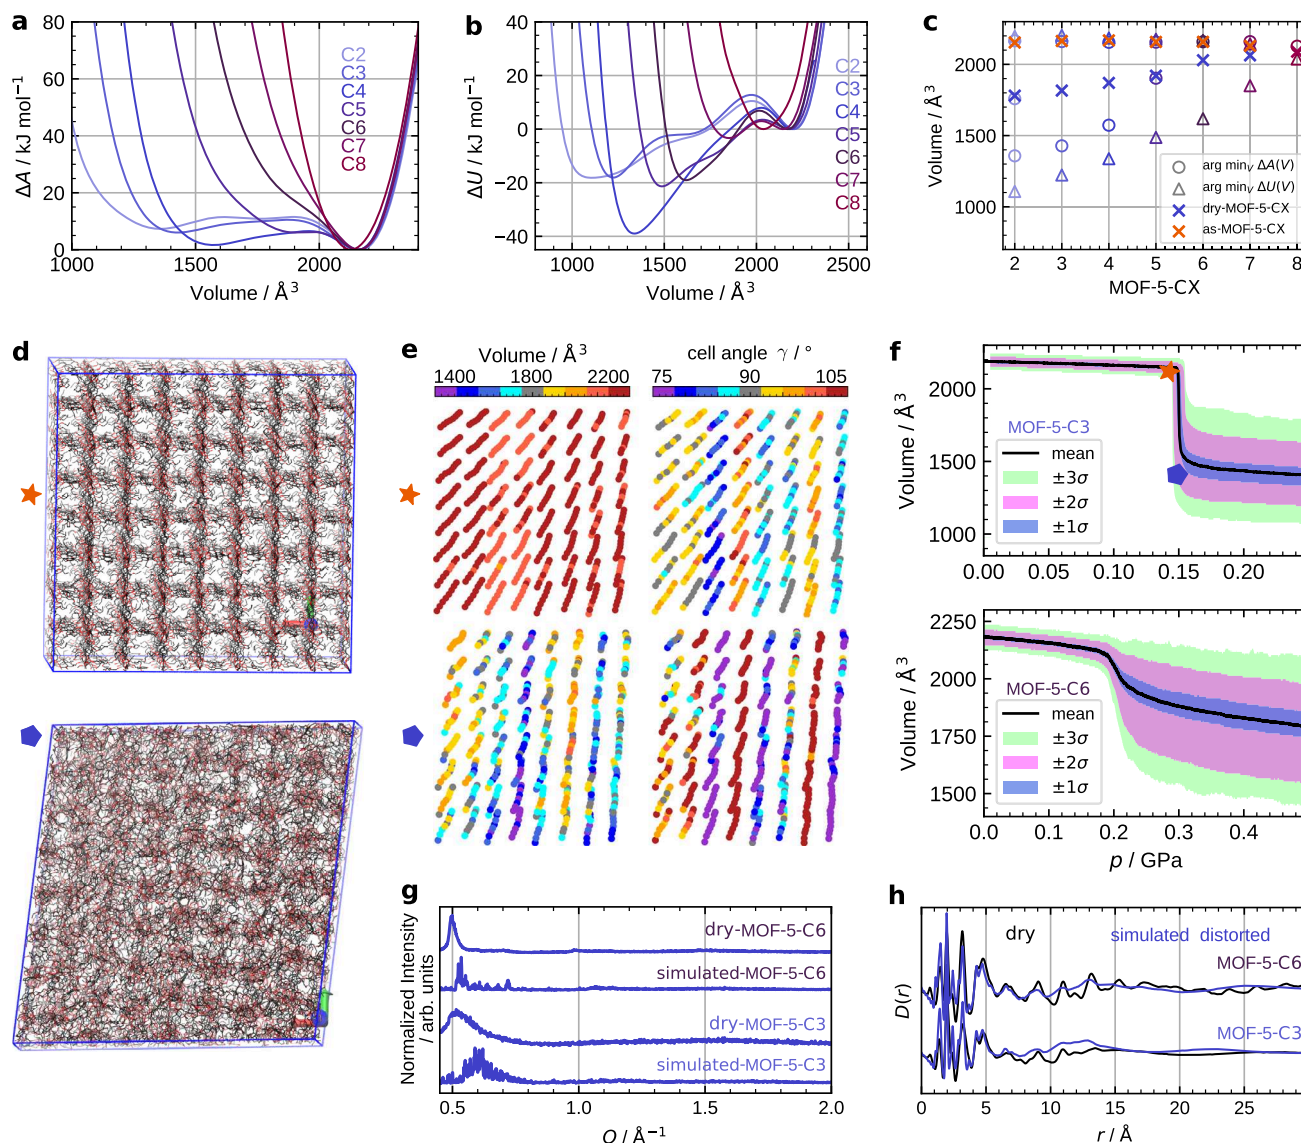 a
ΔA / kJ mol⁻¹
80
60
40
20
0
C2
C3
C4
C5
C6
C7
C8
1000
1500
2000
Volume / Å³
b
ΔU / kJ mol⁻¹
40
20
0
−20
−40
C2
C3
C4
C5
C6
C7
C8
1000
1500
2000
Volume / Å³
c
Volume / Å³
2000
1500
1000
arg min_V ΔA(V)
arg min_V ΔU(V)
dry-MOF-5-CX
as-MOF-5-CX
2 3 4 5 6 7 8
MOF-5-CX
d
e
Volume / Å³
1400 1800 2200
cell angle γ / °
75 90 105
f
Volume / Å³
2000
1500
1000
MOF-5-C3
mean
±3σ
±2σ
±1σ
0.00 0.05 0.10 0.15 0.20
Volume / Å³
2250
2000
1750
1500
MOF-5-C6
mean
±3σ
±2σ
±1σ
0.0 0.1 0.2 0.3 0.4
p / GPa
g
Normalized Intensity
/ arb. units
dry-MOF-5-C6
simulated-MOF-5-C6
dry-MOF-5-C3
simulated-MOF-5-C3
0.5 1.0 1.5 2.0
Q / Å⁻¹
h
D(r)
dry
simulated distorted
MOF-5-C6
MOF-5-C3
0 5 10 15 20 25
r / Å